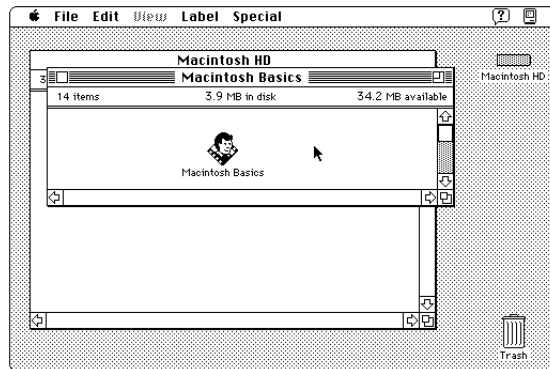 File Edit View Label Special
Macintosh HD
3
Macintosh Basics
14 items 3.9 MB in disk 34.2 MB available
Macintosh Basics
Macintosh HD
Trash